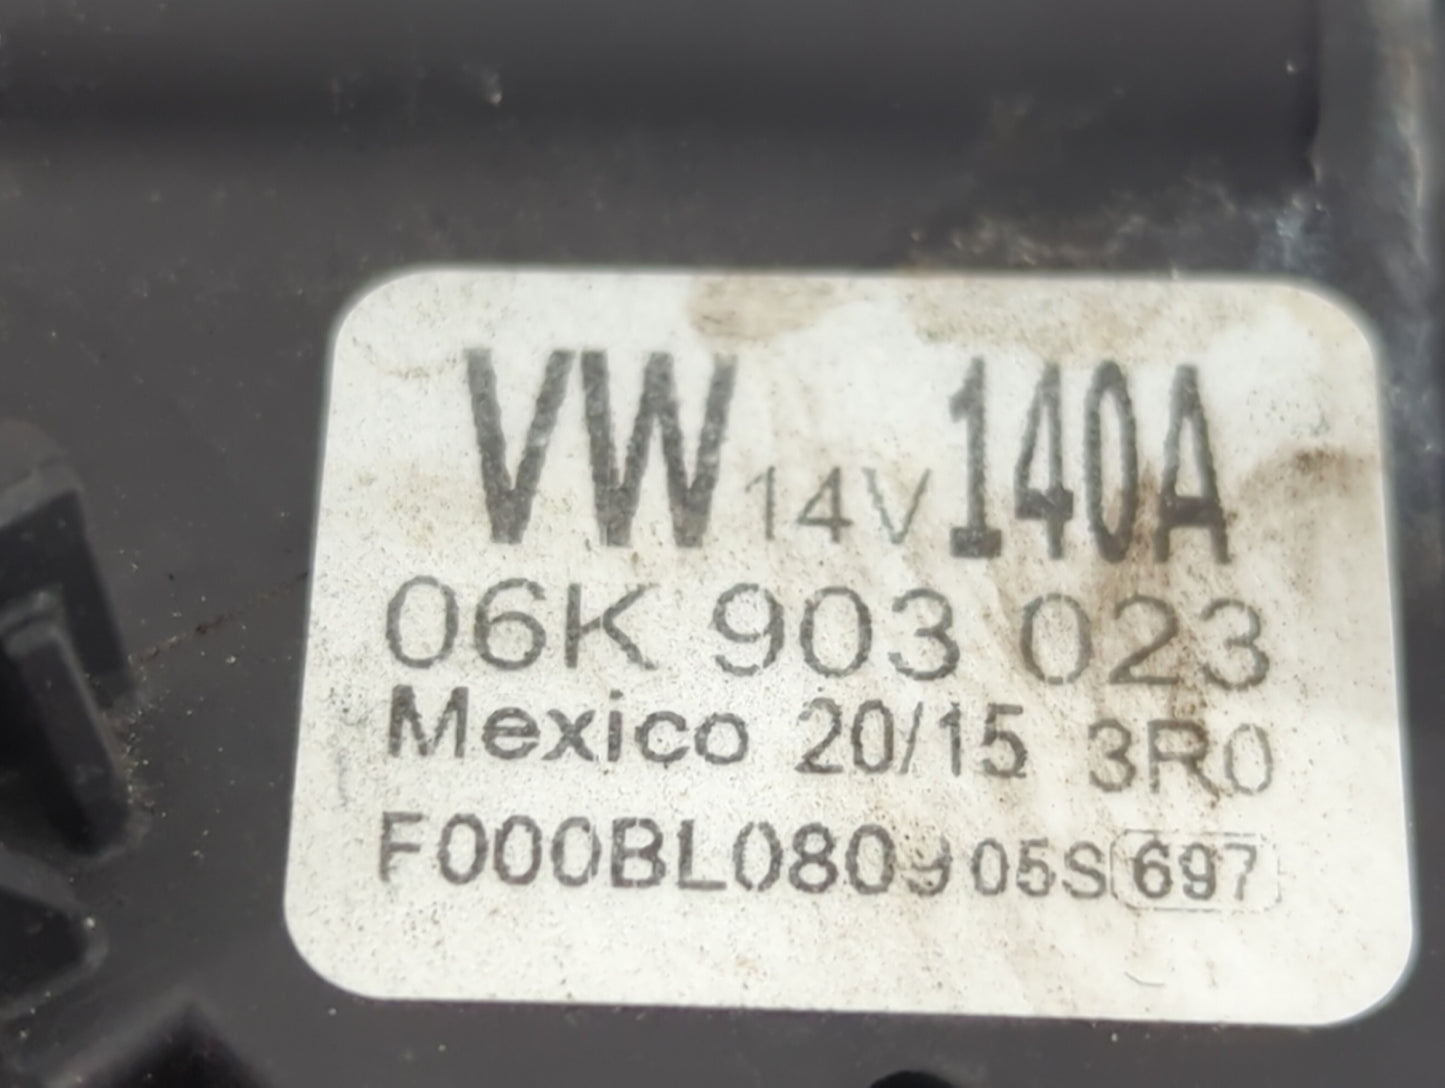 VW 14V 140A
06K 903 023
Mexico 20/15 3R0
F000BL0809 05S 697